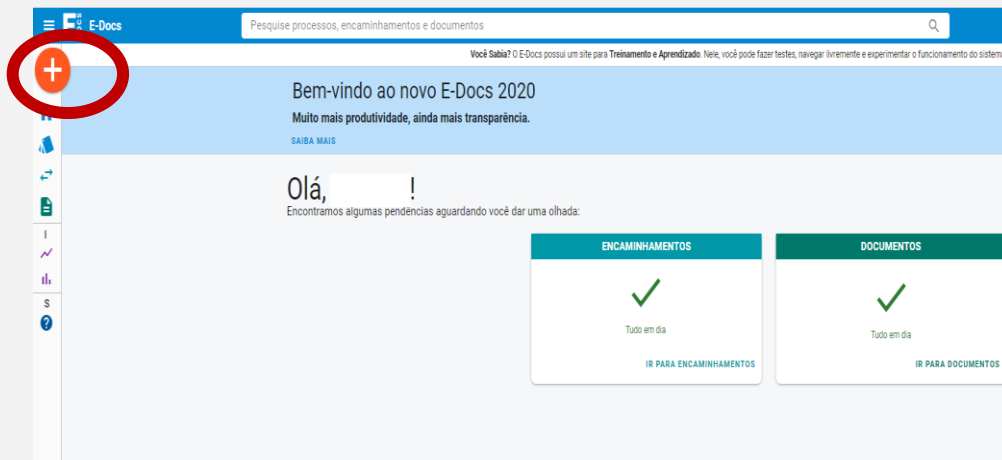 E-Docs
Pesquise processos, encaminhamentos e documentos
Você Sabia? O E-Docs possui um site para Treinamento e Aprendizado. Nele, você pode fazer testes, navegar livremente e experimentar o funcionamento do sistema
Bem-vindo ao novo E-Docs 2020
Muito mais produtividade, ainda mais transparência.
SAIBA MAIS
Olá, !
Encontramos algumas pendências aguardando você dar uma olhada:
I
S
ENCAMINHAMENTOS
Tudo em dia
IR PARA ENCAMINHAMENTOS
DOCUMENTOS
Tudo em dia
IR PARA DOCUMENTOS